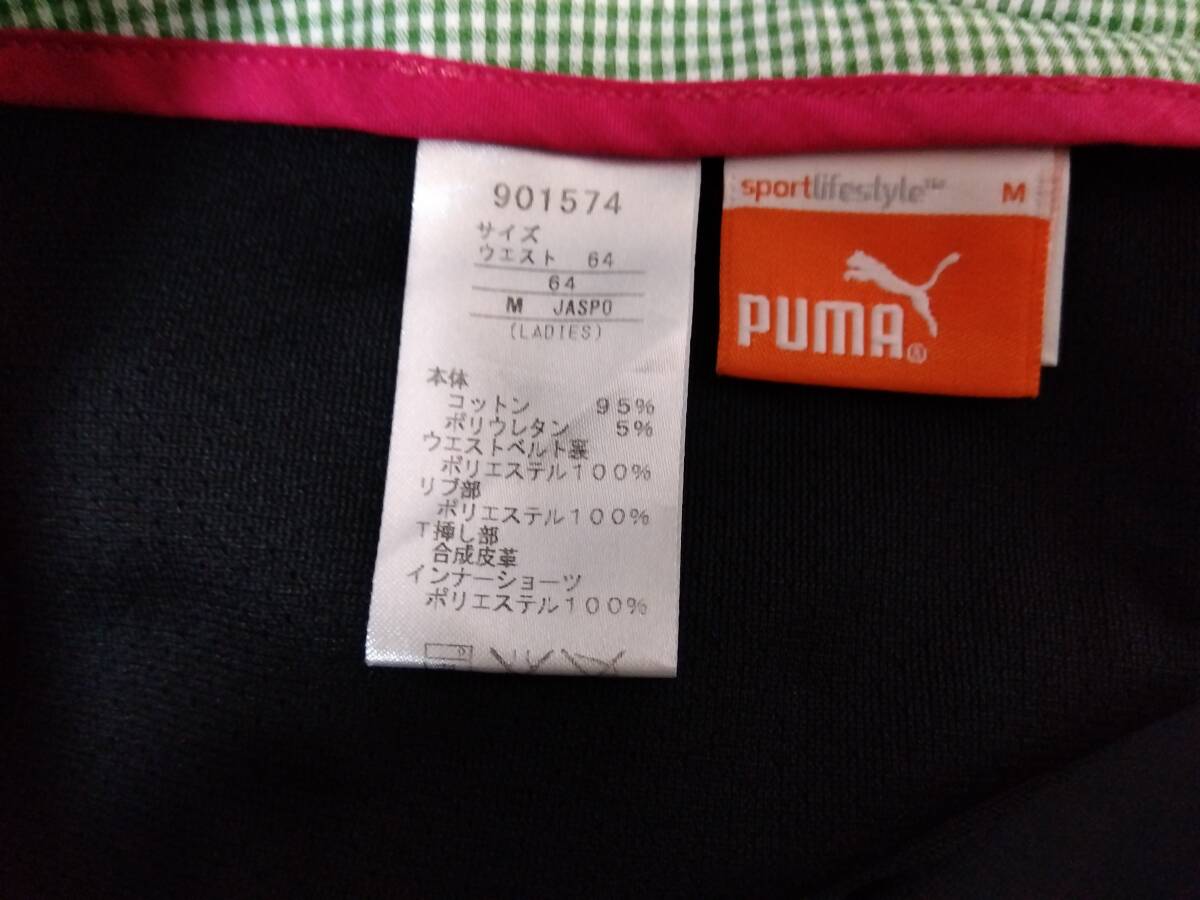 901574
サイズ
ウエスト 64
64
M JASPO
(LADIES)
本体
コットン 95%
ポリウレタン 5%
ウエストベルト裏
ポリエステル100%
リブ部
ポリエステル100%
T挿し部
合成皮革
インナーショーツ
ポリエステル100%
sportlifestyle™ M
PUMA®